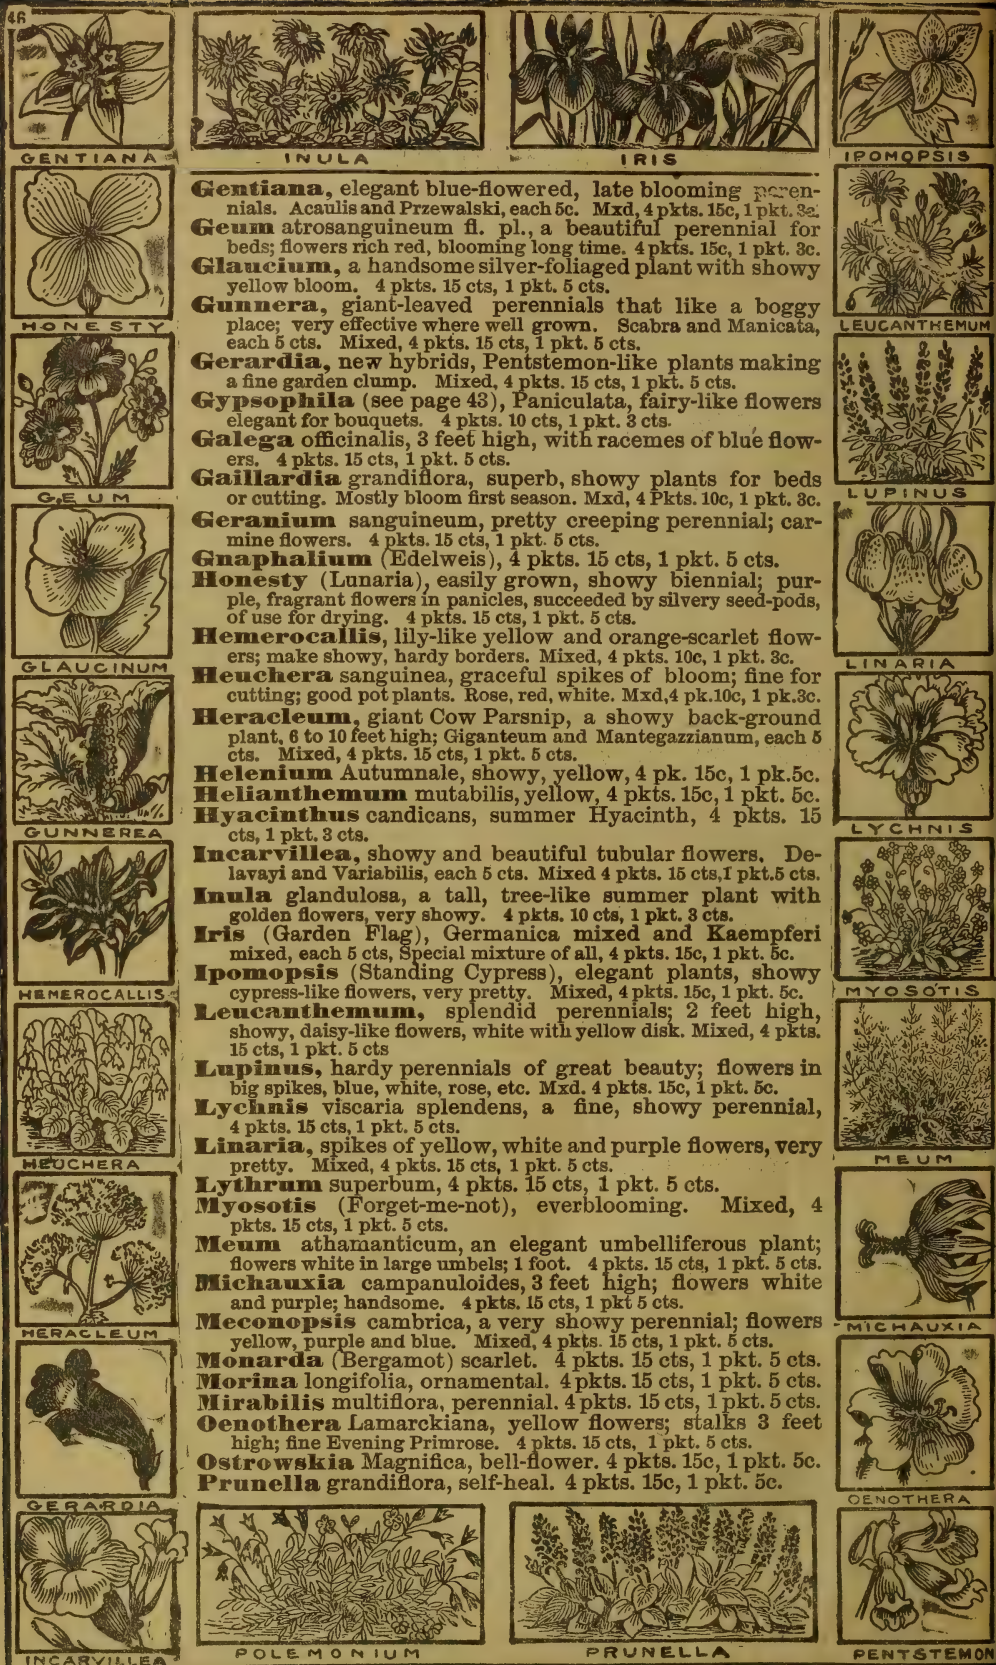 46
GENTIANA
INULA
IRIS
IPOMOPSIS
HONESTY
GEUM
GLAUCINUM
GUNNEREA
HEMEROCALLIS
HEUCHERA
HERACLEUM
GERARDIA
INCARVILLEA
Gentiana, elegant blue-flowered, late blooming peren-
nials. Acaulis and Przewalski, each 5c. Mxd, 4 pkts. 15c, 1 pkt. 3c.
Geum atrosanguineum fl. pl., a beautiful perennial for
beds; flowers rich red, blooming long time. 4 pkts. 15c, 1 pkt. 3c.
Glaucium, a handsome silver-foliaged plant with showy
yellow bloom. 4 pkts. 15 cts, 1 pkt. 5 cts.
Gunnera, giant-leaved perennials that like a boggy
place; very effective where well grown. Scabra and Manicata,
each 5 cts. Mixed, 4 pkts. 15 cts, 1 pkt. 5 cts.
Gerardia, new hybrids, Pentstemon-like plants making
a fine garden clump. Mixed, 4 pkts. 15 cts, 1 pkt. 5 cts.
Gypsophila (see page 43), Paniculata, fairy-like flowers
elegant for bouquets. 4 pkts. 10 cts, 1 pkt. 3 cts.
Galega officinalis, 3 feet high, with racemes of blue flow-
ers. 4 pkts. 15 cts, 1 pkt. 5 cts.
Gaillardia grandiflora, superb, showy plants for beds
or cutting. Mostly bloom first season. Mxd, 4 Pkts. 10c, 1 pkt. 3c.
Geranium sanguineum, pretty creeping perennial; car-
mine flowers. 4 pkts. 15 cts, 1 pkt. 5 cts.
Gnaphalium (Edelweis), 4 pkts. 15 cts, 1 pkt. 5 cts.
Honesty (Lunaria), easily grown, showy biennial; pur-
ple, fragrant flowers in panicles, succeeded by silvery seed-pods,
of use for drying. 4 pkts. 15 cts, 1 pkt. 5 cts.
Hemerocallis, lily-like yellow and orange-scarlet flow-
ers; make showy, hardy borders. Mixed, 4 pkts. 10c, 1 pkt. 3c.
Heuchera sanguinea, graceful spikes of bloom; fine for
cutting; good pot plants. Rose, red, white. Mxd, 4 pk. 10c, 1 pk. 3c.
Heracleum, giant Cow Parsnip, a showy back-ground
plant, 6 to 10 feet high; Giganteum and Mantegazzianum, each 5
cts. Mixed, 4 pkts. 15 cts, 1 pkt. 5 cts.
Helenium Autumnale, showy, yellow, 4 pk. 15c, 1 pk. 5c.
Helianthemum mutabilis, yellow, 4 pkts. 15c, 1 pkt. 5c.
Hyacinthus candicans, summer Hyacinth, 4 pkts. 15
cts, 1 pkt. 3 cts.
Incarvillea, showy and beautiful tubular flowers. De-
lavayi and Variabilis, each 5 cts. Mixed 4 pkts. 15 cts, 1 pkt. 5 cts.
Inula glandulosa, a tall, tree-like summer plant with
golden flowers, very showy. 4 pkts. 10 cts, 1 pkt. 3 cts.
Iris (Garden Flag), Germanica mixed and Kaempferi
mixed, each 5 cts, Special mixture of all, 4 pkts. 15c, 1 pkt. 5c.
Ipomopsis (Standing Cypress), elegant plants, showy
cypress-like flowers, very pretty. Mixed, 4 pkts. 15c, 1 pkt. 5c.
Leucanthemum, splendid perennials; 2 feet high,
showy, daisy-like flowers, white with yellow disk. Mixed, 4 pkts.
15 cts, 1 pkt. 5 cts
Lupinus, hardy perennials of great beauty; flowers in
big spikes, blue, white, rose, etc. Mxd. 4 pkts. 15c, 1 pkt. 5c.
Lychnis viscaria splendens, a fine, showy perennial,
4 pkts. 15 cts, 1 pkt. 5 cts.
Linaria, spikes of yellow, white and purple flowers, very
pretty. Mixed, 4 pkts. 15 cts, 1 pkt. 5 cts.
Lythrum superbum, 4 pkts. 15 cts, 1 pkt. 5 cts.
Myosotis (Forget-me-not), everblooming. Mixed, 4
pkts. 15 cts, 1 pkt. 5 cts.
Meum athamanticum, an elegant umbelliferous plant;
flowers white in large umbels; 1 foot. 4 pkts. 15 cts, 1 pkt. 5 cts.
Michauxia campanuloides, 3 feet high; flowers white
and purple; handsome. 4 pkts. 15 cts, 1 pkt 5 cts.
Meconopsis cambrica, a very showy perennial; flowers
yellow, purple and blue. Mixed, 4 pkts. 15 cts, 1 pkt. 5 cts.
Monarda (Bergamot) scarlet. 4 pkts. 15 cts, 1 pkt. 5 cts.
Morina longifolia, ornamental. 4 pkts. 15 cts, 1 pkt. 5 cts.
Mirabilis multiflora, perennial. 4 pkts. 15 cts, 1 pkt. 5 cts.
Oenothera Lamarckiana, yellow flowers; stalks 3 feet
high; fine Evening Primrose. 4 pkts. 15 cts, 1 pkt. 5 cts.
Ostrowskia Magnifica, bell-flower. 4 pkts. 15c, 1 pkt. 5c.
Prunella grandiflora, self-heal. 4 pkts. 15c, 1 pkt. 5c.
LEUCANTHEMUM
LUPINUS
LINARIA
LYCHNIS
MYOSOTIS
MEUM
MICHAUXIA
OENOTHERA
POLEMONIUM
PRUNELLA
PENTSTEMON